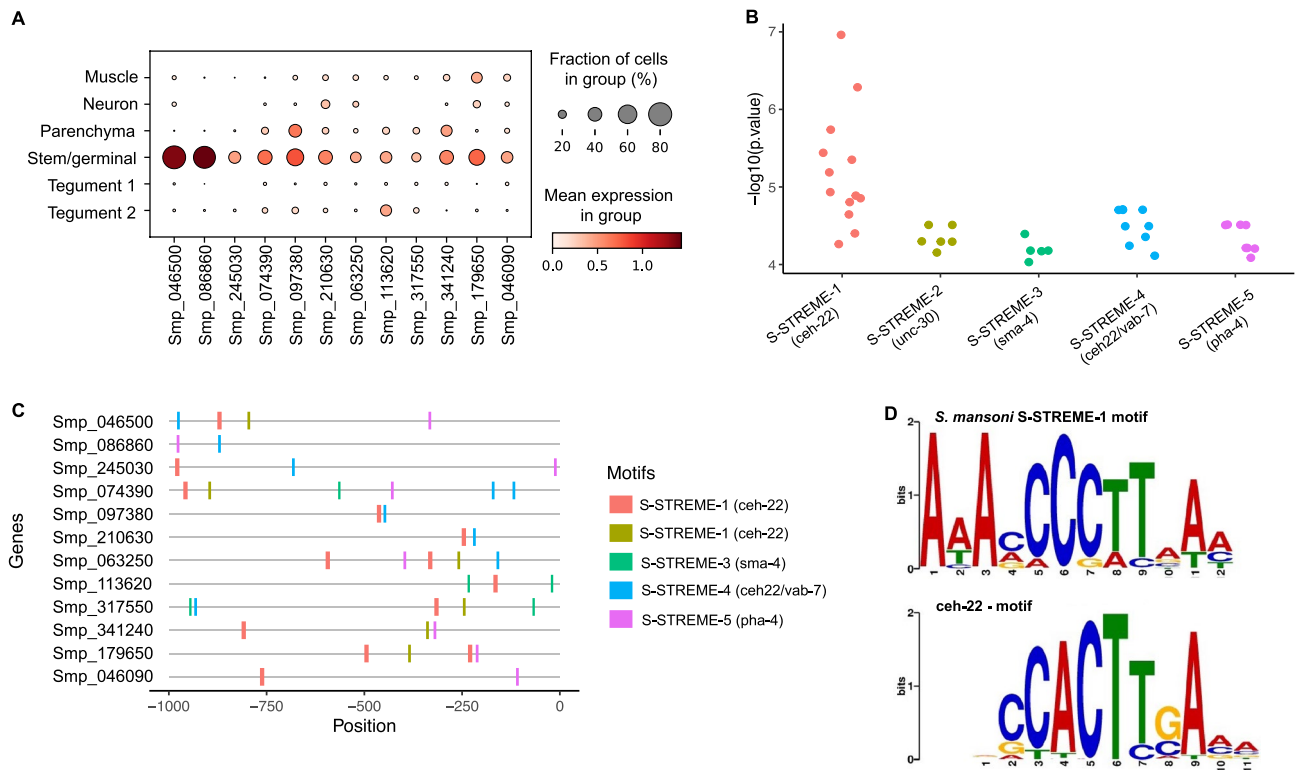 A
Muscle
Neuron
Parenchyma
Stem/germinal
Tegument 1
Tegument 2
Smp_046500
Smp_086860
Smp_245030
Smp_074390
Smp_097380
Smp_210630
Smp_063250
Smp_113620
Smp_317550
Smp_341240
Smp_179650
Smp_046090
Fraction of cells
in group (%)
20 40 60 80
Mean expression
in group
0.0 0.5 1.0
B
−log10(p.value)
7
6
5
4
S-STREME-1
(ceh-22)
S-STREME-2
(unc-30)
S-STREME-3
(sma-4)
S-STREME-4
(ceh22/vab-7)
S-STREME-5
(pha-4)
C
Genes
Smp_046500
Smp_086860
Smp_245030
Smp_074390
Smp_097380
Smp_210630
Smp_063250
Smp_113620
Smp_317550
Smp_341240
Smp_179650
Smp_046090
−1000 −750 −500 −250 0
Position
Motifs
S-STREME-1 (ceh-22)
S-STREME-1 (ceh-22)
S-STREME-3 (sma-4)
S-STREME-4 (ceh22/vab-7)
S-STREME-5 (pha-4)
D
S. mansoni S-STREME-1 motif
2
bits
1
0
1 2 3 4 5 6 7 8 9 10 11 12
ceh-22 - motif
2
bits
1
0
1 2 3 4 5 6 7 8 9 10 11